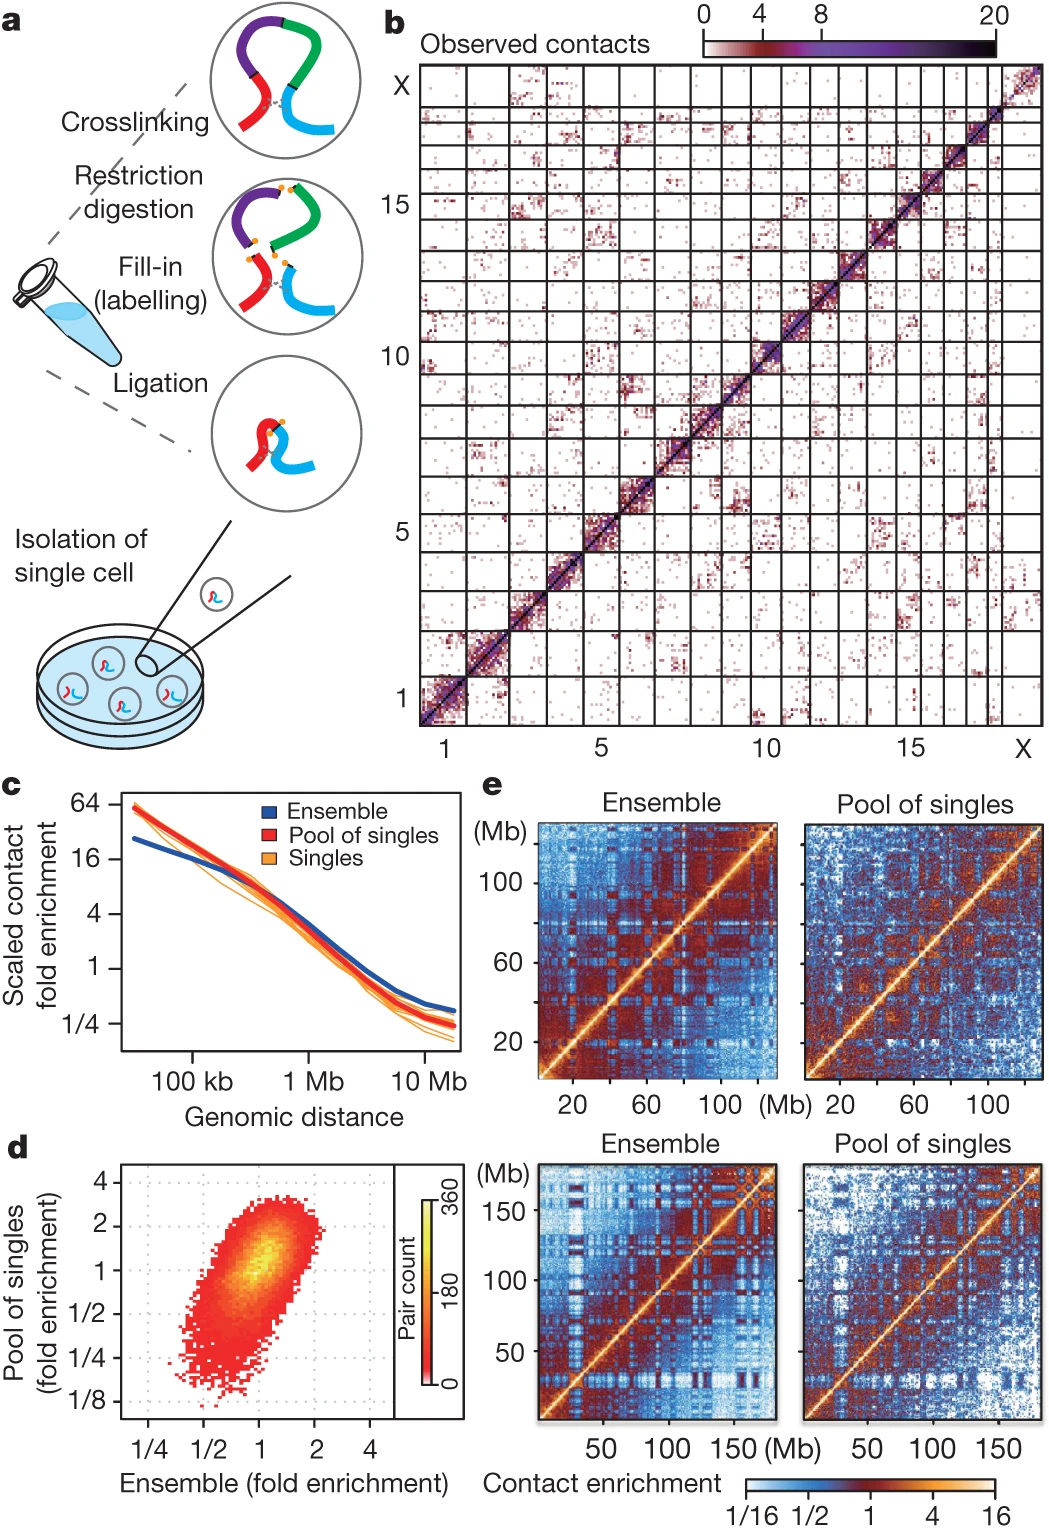 a
Crosslinking
Restriction
digestion
Fill-in
(labelling)
Ligation
Isolation of
single cell
b
Observed contacts
0 4 8 20
X
15
10
5
1
1 5 10 15 X
c
Scaled contact
fold enrichment
64
16
4
1
1/4
Ensemble
Pool of singles
Singles
100 kb 1 Mb 10 Mb
Genomic distance
d
Pool of singles
(fold enrichment)
4
2
1
1/2
1/4
1/8
1/4 1/2 1 2 4
Ensemble (fold enrichment)
Pair count
0 180 360
e
Ensemble
(Mb)
100
60
20
20 60 100 (Mb)
Pool of singles
20 60 100
Ensemble
(Mb)
150
100
50
50 100 150 (Mb)
Pool of singles
50 100 150
Contact enrichment
1/16 1/2 1 4 16